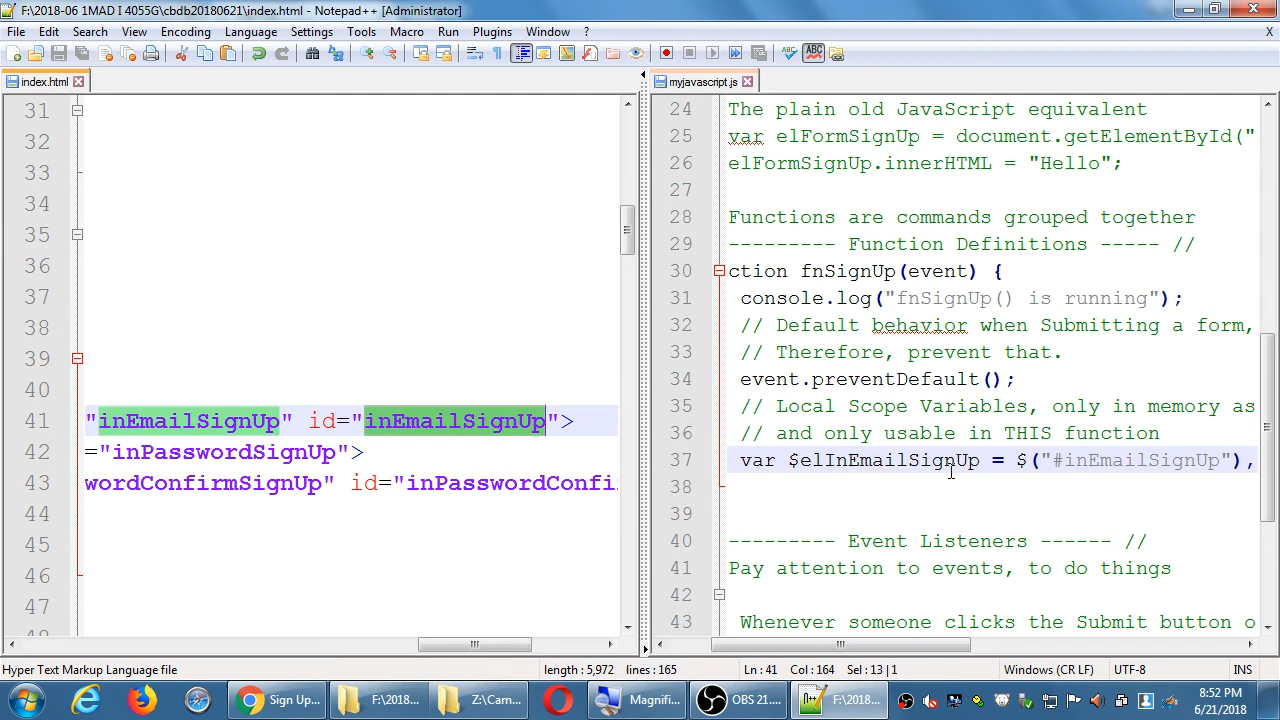 F:\2018-06 1MAD I 4055G\cbdb20180621\index.html - Notepad++ [Administrator]
File Edit Search View Encoding Language Settings Tools Macro Run Plugins Window ? X
index.html
myjavascript.js
31
32
33
34
35
36
37
38
39
40
41 "inEmailSignUp" id="inEmailSignUp">
42 ="inPasswordSignUp">
43 wordConfirmSignUp" id="inPasswordConfi
44
45
46
47
24 The plain old JavaScript equivalent
25 var elFormSignUp = document.getElementById("
26 elFormSignUp.innerHTML = "Hello";
27
28 Functions are commands grouped together
29 --------- Function Definitions ----- //
30 ction fnSignUp(event) {
31 console.log("fnSignUp() is running");
32 // Default behavior when Submitting a form,
33 // Therefore, prevent that.
34 event.preventDefault();
35 // Local Scope Variables, only in memory as
36 // and only usable in THIS function
37 var $elInEmailSignUp = $("#inEmailSignUp"),
38
39
40 --------- Event Listeners ------ //
41 Pay attention to events, to do things
42
43 Whenever someone clicks the Submit button o
Hyper Text Markup Language file length : 5,972 lines : 165 Ln : 41 Col : 164 Sel : 13 | 1 Windows (CR LF) UTF-8 INS
Sign Up... F:\2018... Z:\Cam... Magnifi... OBS 21.... F:\2018... 8:52 PM
6/21/2018